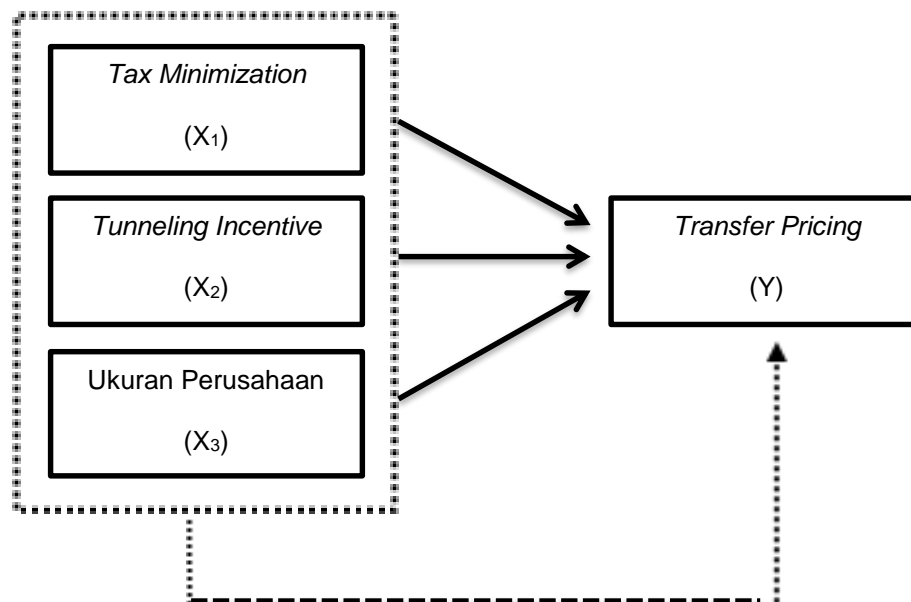 Tax Minimization
(X₁)
Tunneling Incentive
(X₂)
Ukuran Perusahaan
(X₃)
Transfer Pricing
(Y)